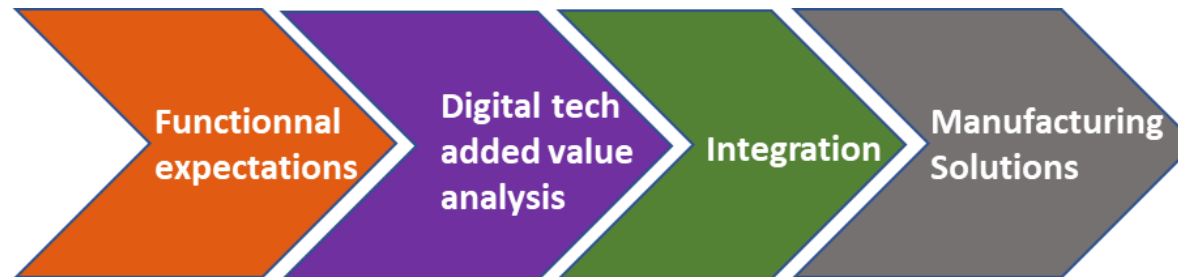 Functionnal
expectations
Digital tech
added value
analysis
Integration
Manufacturing
Solutions